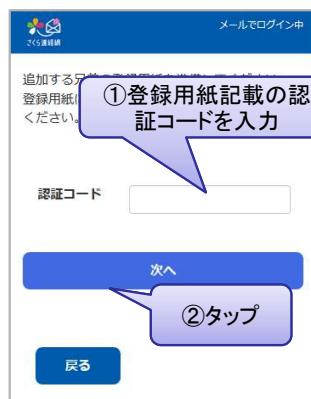 さくら連絡網
メールでログイン中
追加する兄弟の登録用紙を準備してください。
登録用紙に
ください。
①登録用紙記載の認
証コードを入力
認証コード
次へ
②タップ
戻る